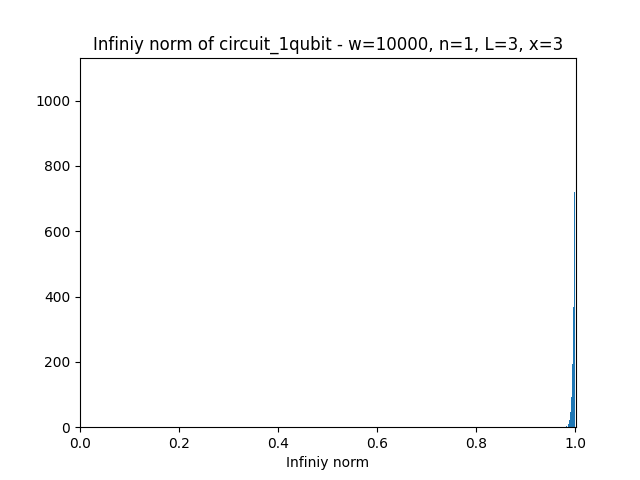 Infiniy norm of circuit_1qubit - w=10000, n=1, L=3, x=3
1000
800
600
400
200
0
0.0 0.2 0.4 0.6 0.8 1.0
Infiniy norm